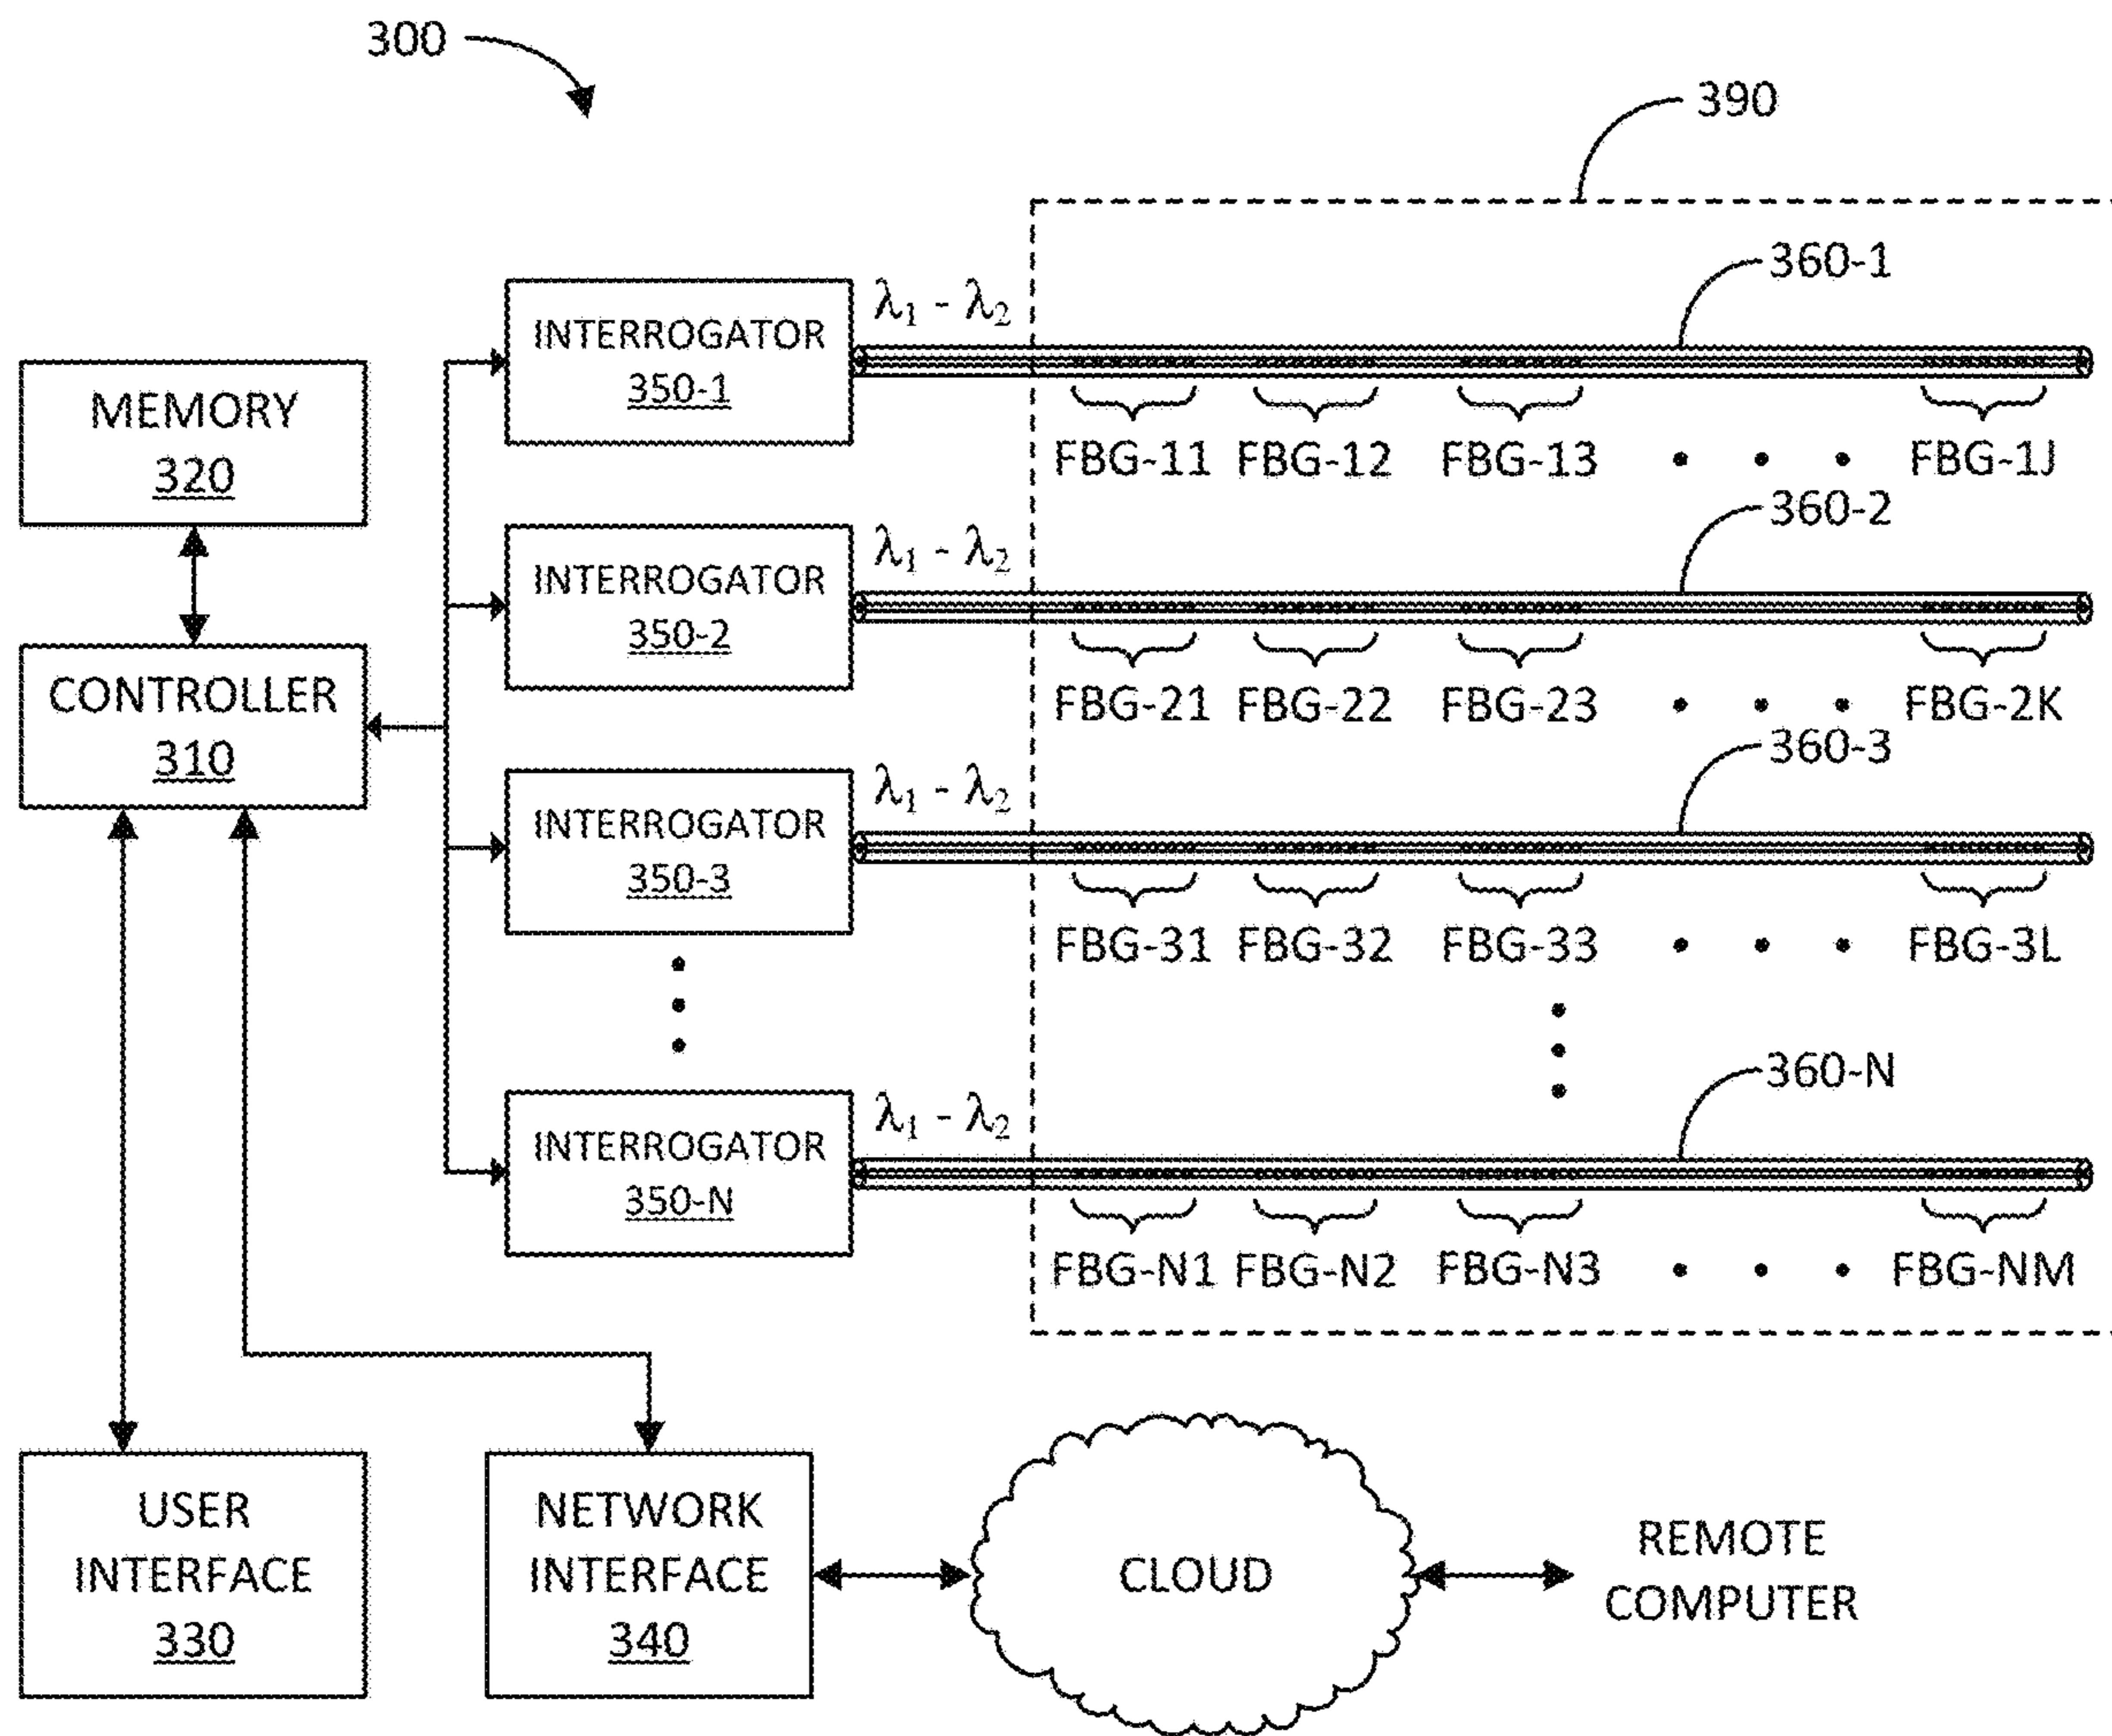 300
390
360-1
λ₁ - λ₂
INTERROGATOR
350-1
MEMORY
320
FBG-11 FBG-12 FBG-13 • • • FBG-1J
360-2
λ₁ - λ₂
INTERROGATOR
350-2
CONTROLLER
310
FBG-21 FBG-22 FBG-23 • • • FBG-2K
360-3
λ₁ - λ₂
INTERROGATOR
350-3
FBG-31 FBG-32 FBG-33 • • • FBG-3L
360-N
λ₁ - λ₂
INTERROGATOR
350-N
FBG-N1 FBG-N2 FBG-N3 • • • FBG-NM
USER
INTERFACE
330
NETWORK
INTERFACE
340
CLOUD
REMOTE
COMPUTER